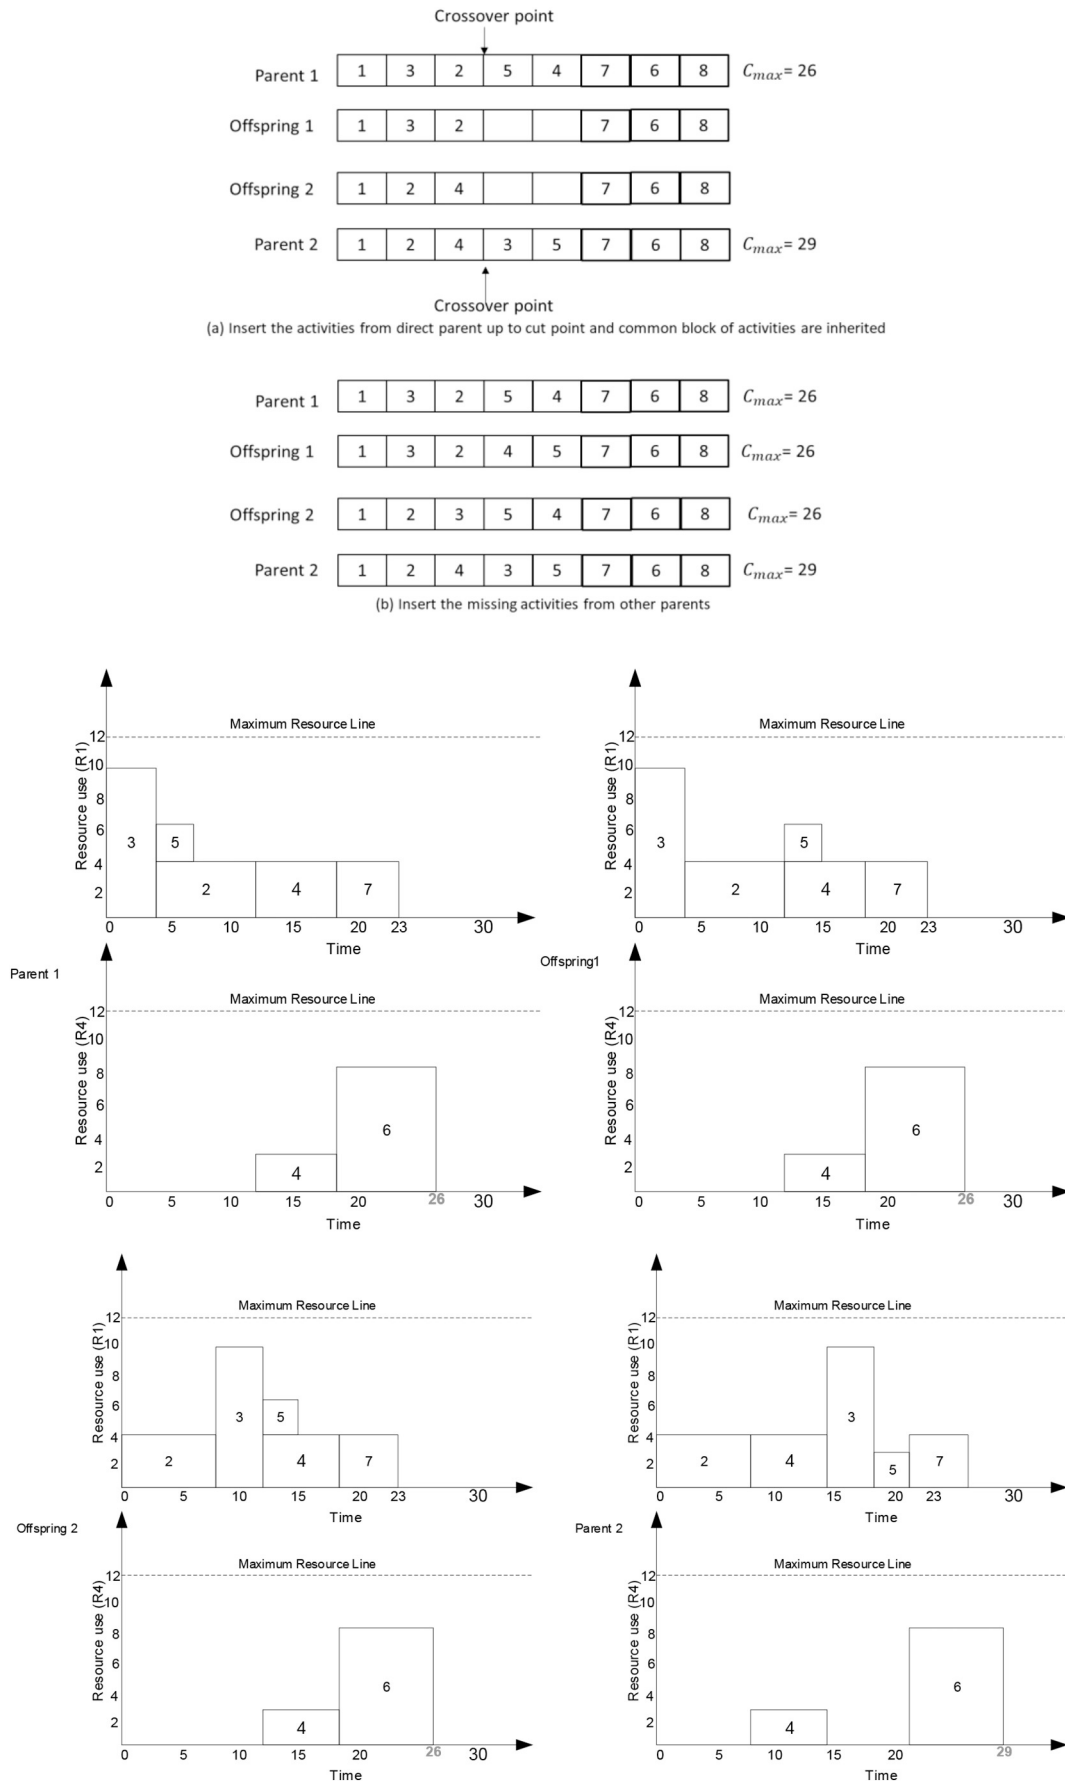 Crossover point
Parent 1 1 3 2 5 4 7 6 8 Cmax= 26
Offspring 1 1 3 2 7 6 8
Offspring 2 1 2 4 7 6 8
Parent 2 1 2 4 3 5 7 6 8 Cmax= 29
Crossover point
(a) Insert the activities from direct parent up to cut point and common block of activities are inherited
Parent 1 1 3 2 5 4 7 6 8 Cmax= 26
Offspring 1 1 3 2 4 5 7 6 8 Cmax= 26
Offspring 2 1 2 3 5 4 7 6 8 Cmax= 26
Parent 2 1 2 4 3 5 7 6 8 Cmax= 29
(b) Insert the missing activities from other parents
Maximum Resource Line
Resource use (R1)
12
10
8
6
4
2
3
5
2
4
7
0 5 10 15 20 23 30
Time
Maximum Resource Line
Resource use (R1)
12
10
8
6
4
2
3
5
2
4
7
0 5 10 15 20 23 30
Time
Parent 1
Maximum Resource Line
Resource use (R4)
12
10
8
6
4
2
4
6
0 5 10 15 20 26 30
Time
Offspring1
Maximum Resource Line
Resource use (R4)
12
10
8
6
4
2
4
6
0 5 10 15 20 26 30
Time
Maximum Resource Line
Resource use (R1)
12
10
8
6
4
2
2
3
5
4
7
0 5 10 15 20 23 30
Time
Maximum Resource Line
Resource use (R1)
12
10
8
6
4
2
2
4
3
5
7
0 5 10 15 20 23 30
Time
Offspring 2
Maximum Resource Line
Resource use (R4)
12
10
8
6
4
2
4
6
0 5 10 15 20 26 30
Time
Parent 2
Maximum Resource Line
Resource use (R4)
12
10
8
6
4
2
4
6
0 5 10 15 20 29
Time